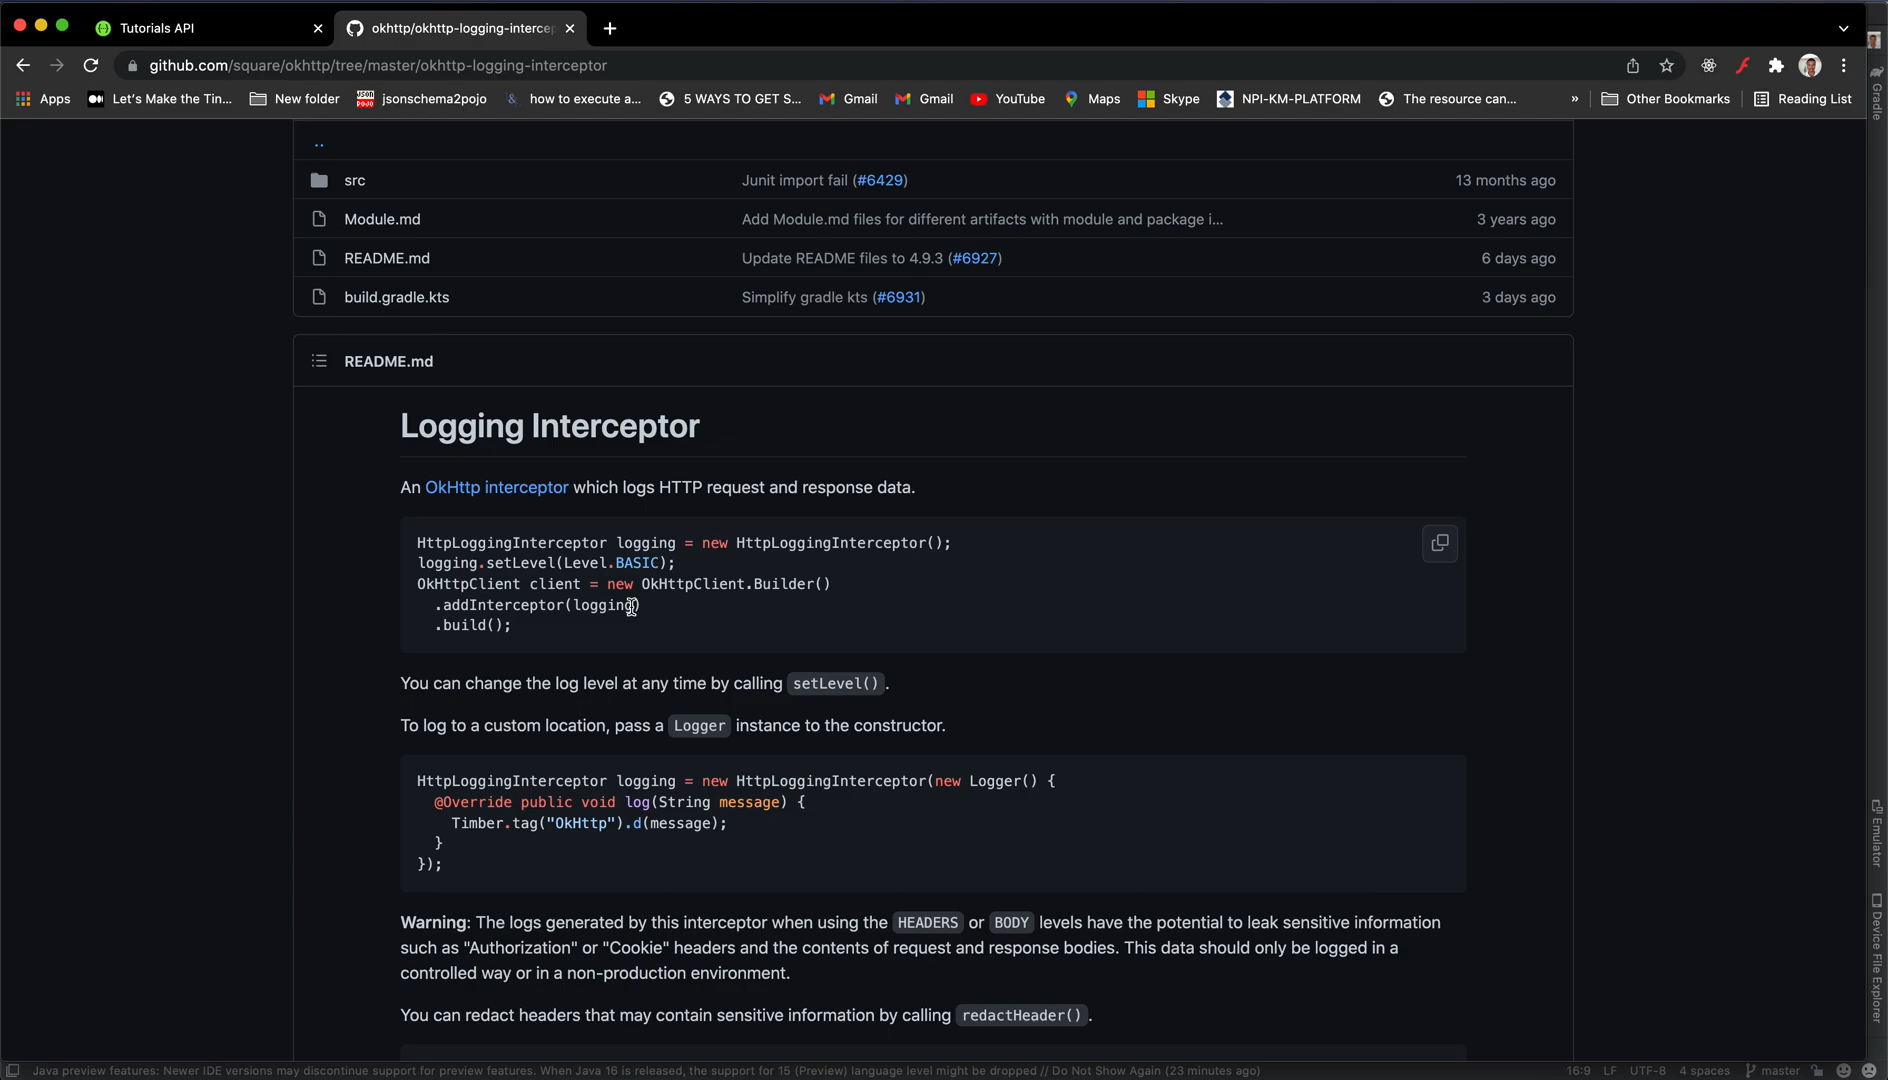 Tutorials API
okhttp/okhttp-logging-interce
github.com/square/okhttp/tree/master/okhttp-logging-interceptor
Apps
Let's Make the Tin...
New folder
jsonschema2pojo
how to execute a...
5 WAYS TO GET S...
Gmail
Gmail
YouTube
Maps
Skype
NPI-KM-PLATFORM
The resource can...
»
Other Bookmarks
Reading List
..
src Junit import fail (#6429) 13 months ago
Module.md Add Module.md files for different artifacts with module and package i... 3 years ago
README.md Update README files to 4.9.3 (#6927) 6 days ago
build.gradle.kts Simplify gradle kts (#6931) 3 days ago
README.md
Logging Interceptor
An OkHttp interceptor which logs HTTP request and response data.
HttpLoggingInterceptor logging = new HttpLoggingInterceptor();
logging.setLevel(Level.BASIC);
OkHttpClient client = new OkHttpClient.Builder()
.addInterceptor(logging)
.build();
You can change the log level at any time by calling setLevel().
To log to a custom location, pass a Logger instance to the constructor.
HttpLoggingInterceptor logging = new HttpLoggingInterceptor(new Logger() {
@Override public void log(String message) {
Timber.tag("OkHttp").d(message);
}
});
Warning: The logs generated by this interceptor when using the HEADERS or BODY levels have the potential to leak sensitive information
such as "Authorization" or "Cookie" headers and the contents of request and response bodies. This data should only be logged in a
controlled way or in a non-production environment.
You can redact headers that may contain sensitive information by calling redactHeader().
Gradle
Emulator
Device File Explorer
Java preview features: Newer IDE versions may discontinue support for preview features. When Java 16 is released, the support for 15 (Preview) language level might be dropped // Do Not Show Again (23 minutes ago)
16:9 LF UTF-8 4 spaces master